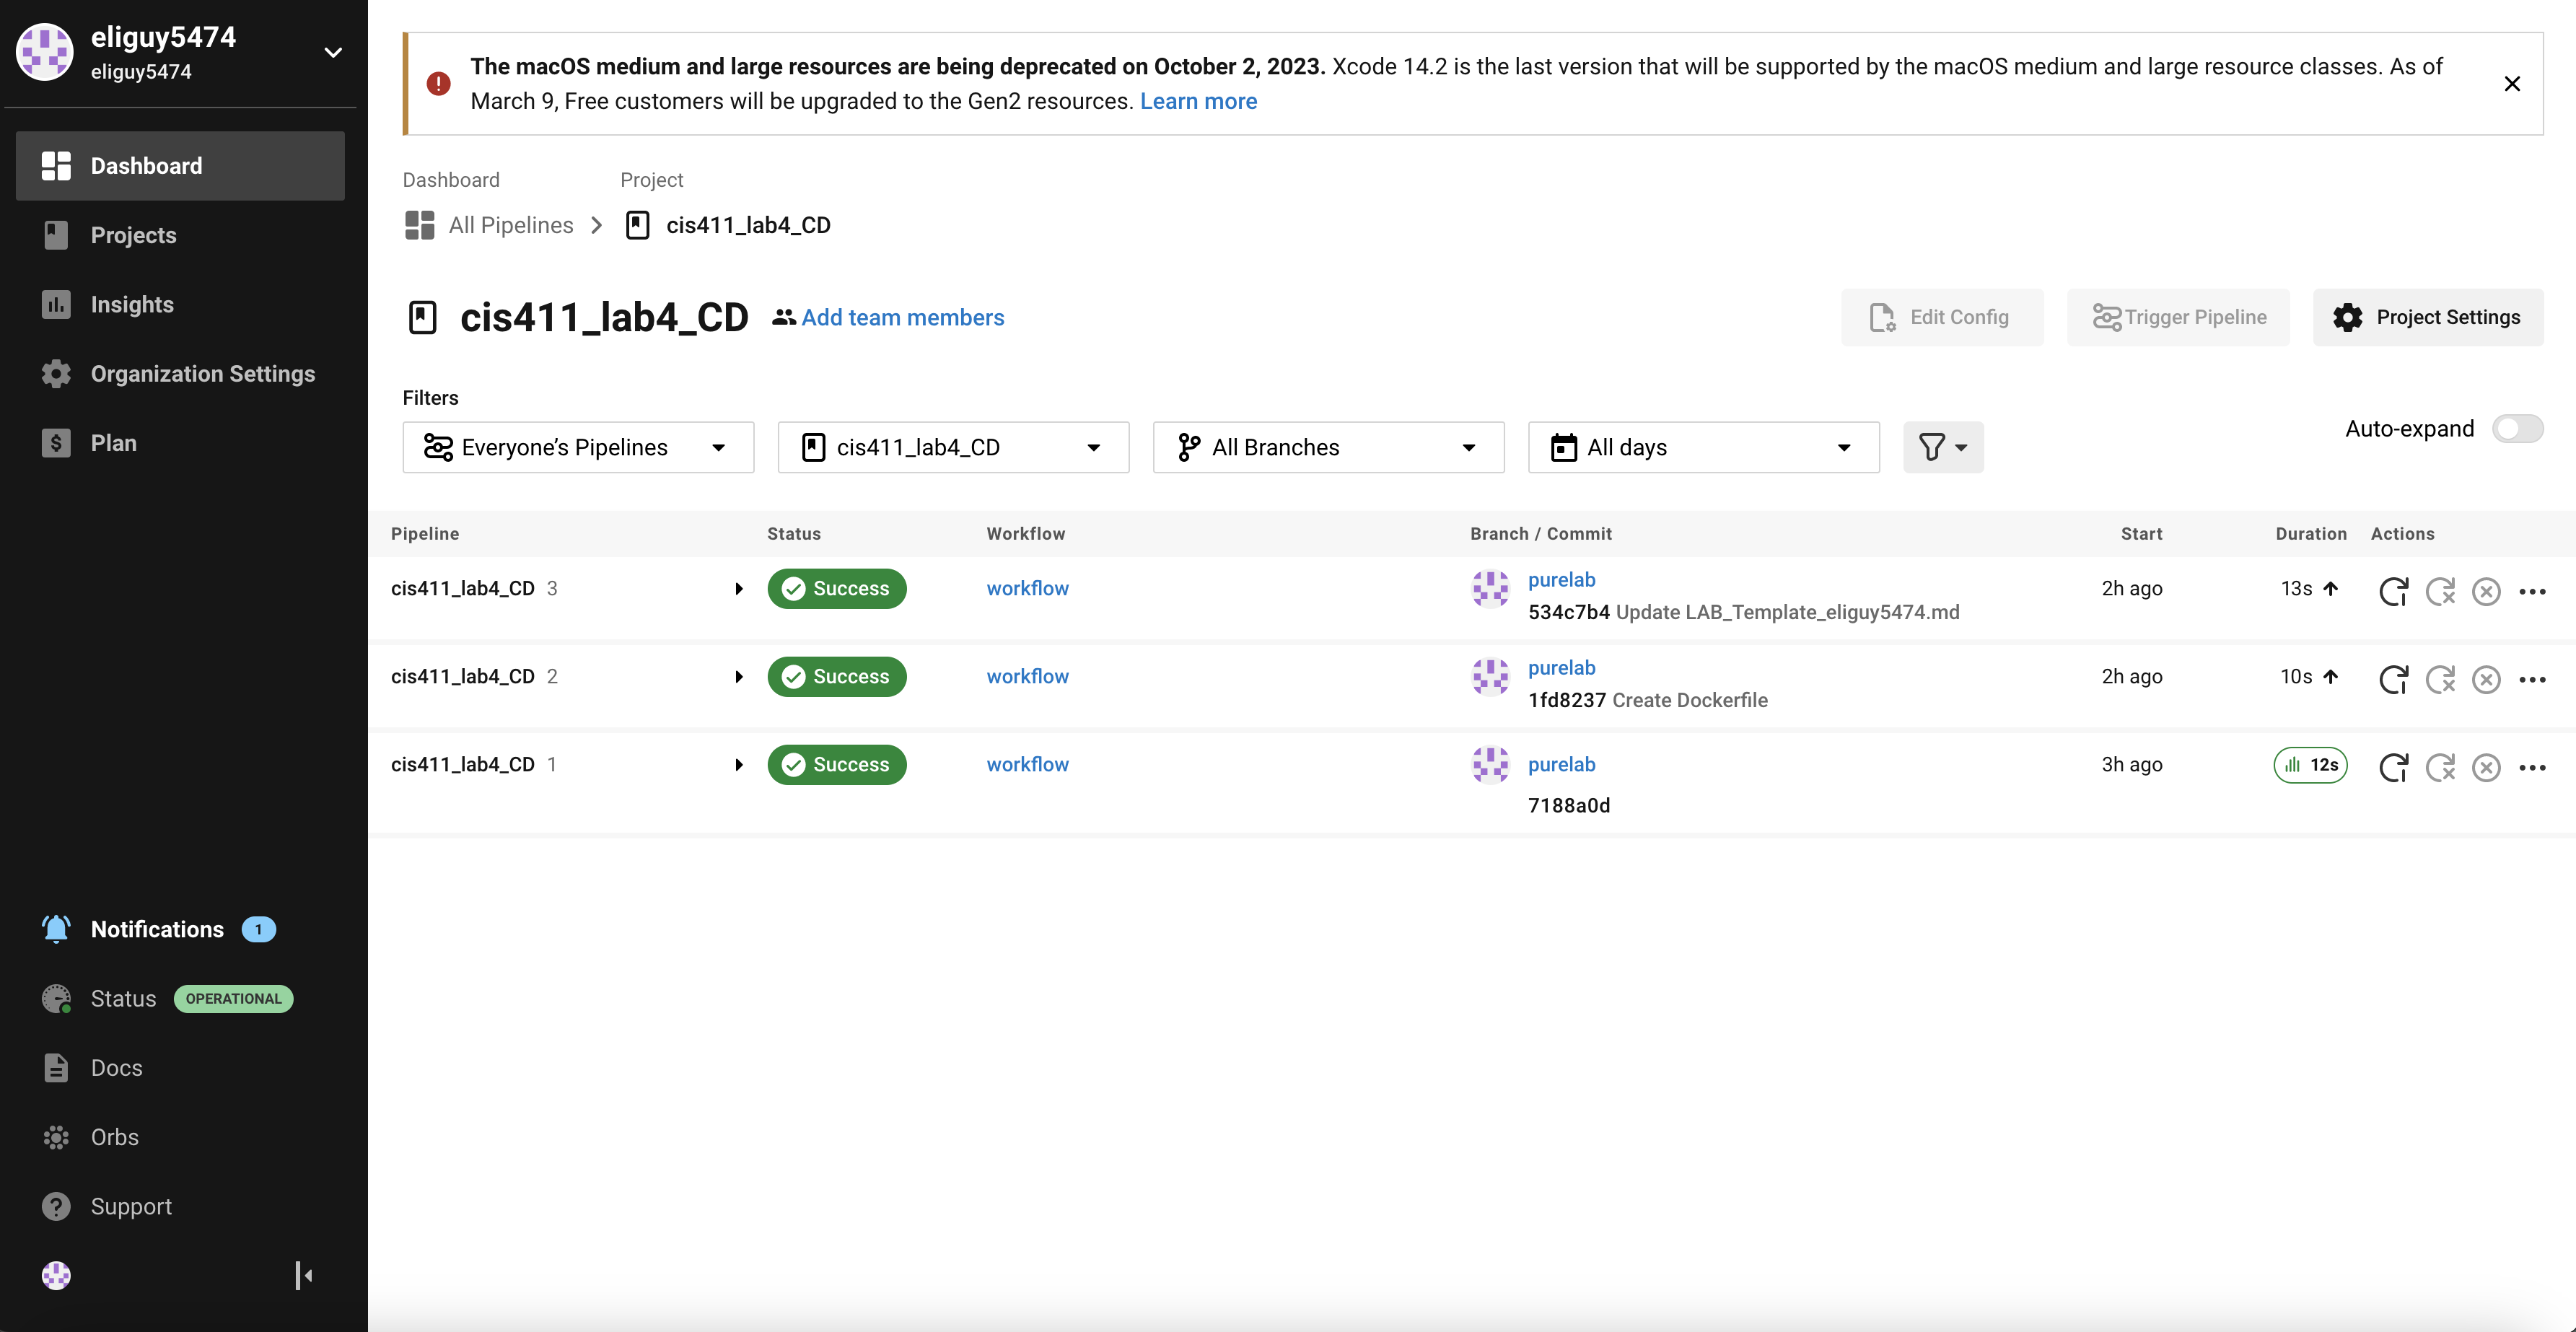 eliguy5474
eliguy5474
Dashboard
Projects
Insights
Organization Settings
Plan
Notifications 1
Status OPERATIONAL
Docs
Orbs
Support
The macOS medium and large resources are being deprecated on October 2, 2023. Xcode 14.2 is the last version that will be supported by the macOS medium and large resource classes. As of
March 9, Free customers will be upgraded to the Gen2 resources. Learn more
Dashboard Project
All Pipelines cis411_lab4_CD
cis411_lab4_CD Add team members Edit Config Trigger Pipeline Project Settings
Filters
Everyone’s Pipelines cis411_lab4_CD All Branches All days Auto-expand
Pipeline Status Workflow Branch / Commit Start Duration Actions
cis411_lab4_CD 3 Success workflow purelab 2h ago 13s
534c7b4 Update LAB_Template_eliguy5474.md
cis411_lab4_CD 2 Success workflow purelab 2h ago 10s
1fd8237 Create Dockerfile
cis411_lab4_CD 1 Success workflow purelab 3h ago 12s
7188a0d